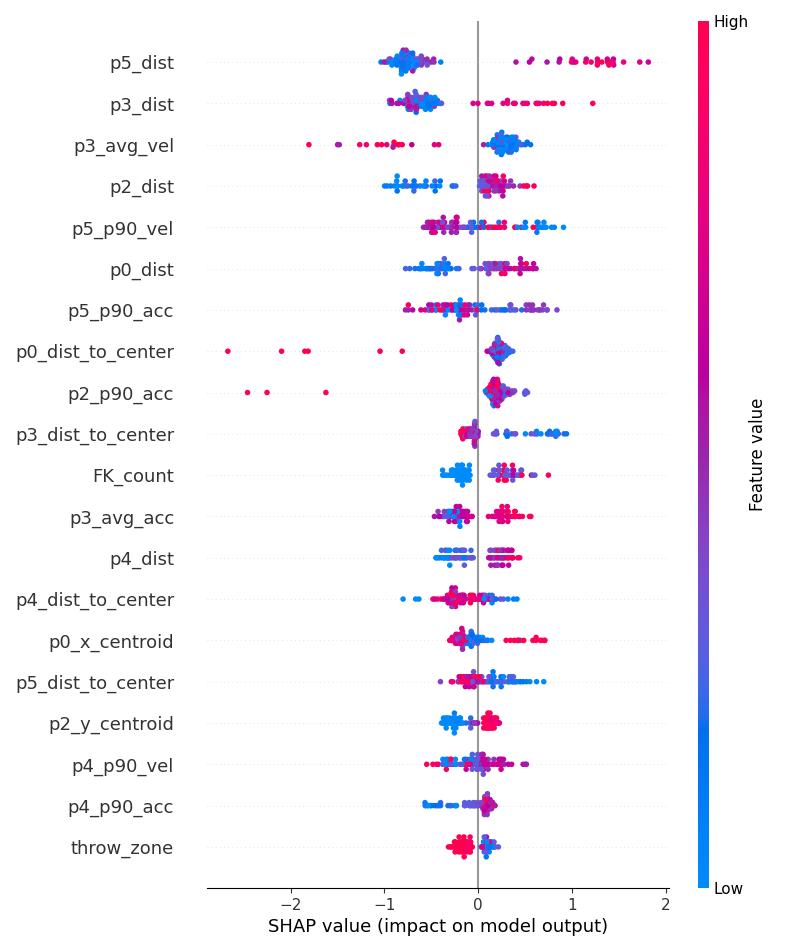 High
p5_dist
p3_dist
p3_avg_vel
p2_dist
p5_p90_vel
p0_dist
p5_p90_acc
p0_dist_to_center
p2_p90_acc
p3_dist_to_center
FK_count
p3_avg_acc
p4_dist
p4_dist_to_center
p0_x_centroid
p5_dist_to_center
p2_y_centroid
p4_p90_vel
p4_p90_acc
throw_zone
Feature value
Low
−2 −1 0 1 2
SHAP value (impact on model output)